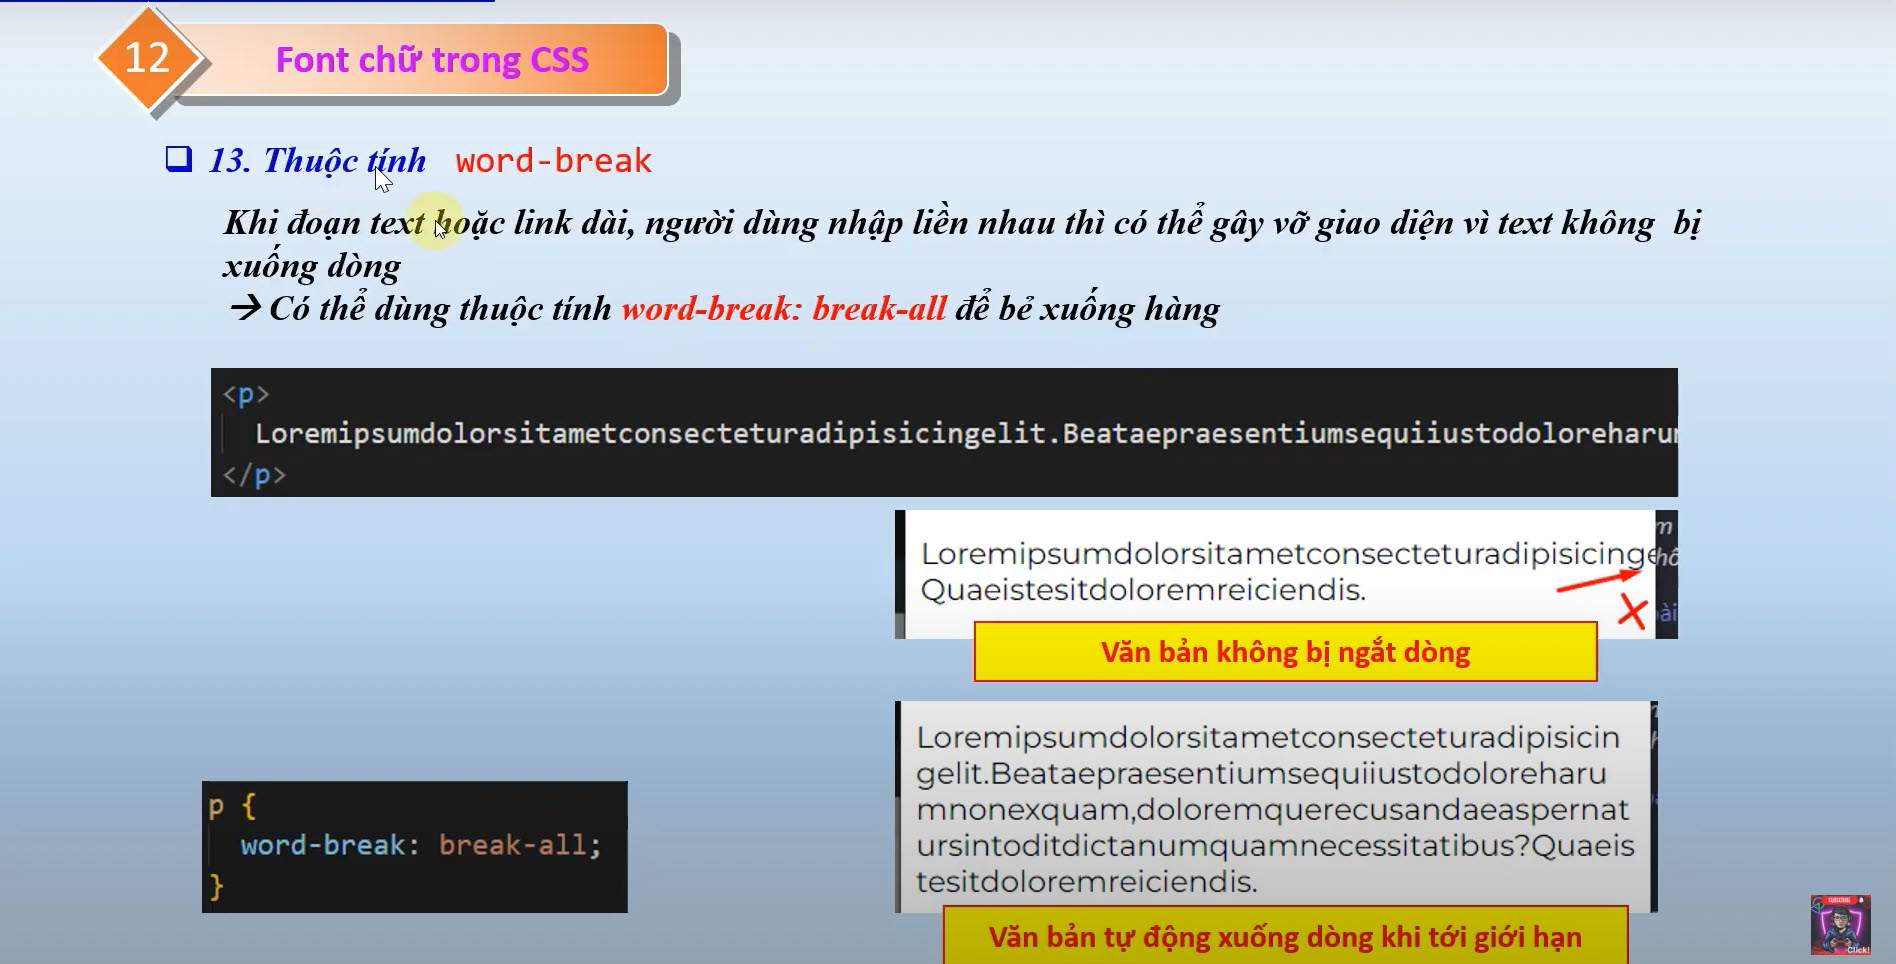 12
Font chữ trong CSS
13. Thuộc tính word-break
Khi đoạn text hoặc link dài, người dùng nhập liền nhau thì có thể gây vỡ giao diện vì text không bị
xuống dòng
→ Có thể dùng thuộc tính word-break: break-all để bẻ xuống hàng
<p>
Loremipsumdolorsitametconsecteturadipisicingelit.Beataepraesentiumsequiiustodoloreharu
</p>
Loremipsumdolorsitametconsecteturadipisicinge
Quaeistesitdoloremreiciendis.
Văn bản không bị ngắt dòng
Loremipsumdolorsitametconsecteturadipisicin
gelit.Beataepraesentiumsequiiustodoloreharu
mnonexquam,doloremquerecusandaeaspernat
ursintoditdictanumquamnecessitatibus?Quaeis
tesitdoloremreiciendis.
Văn bản tự động xuống dòng khi tới giới hạn
p {
word-break: break-all;
}
Click!